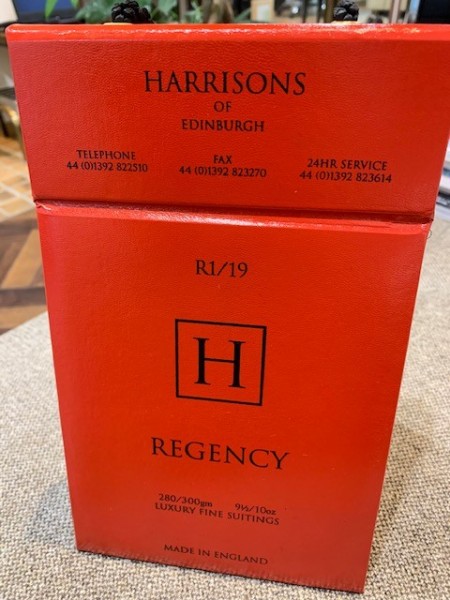 HARRISONS
OF
EDINBURGH
TELEPHONE
44 (0)1392 822510
FAX
44 (0)1392 823270
24HR SERVICE
44 (0)1392 823614
R1/19
H
REGENCY
280/300gm 9½/10oz
LUXURY FINE SUITINGS
MADE IN ENGLAND